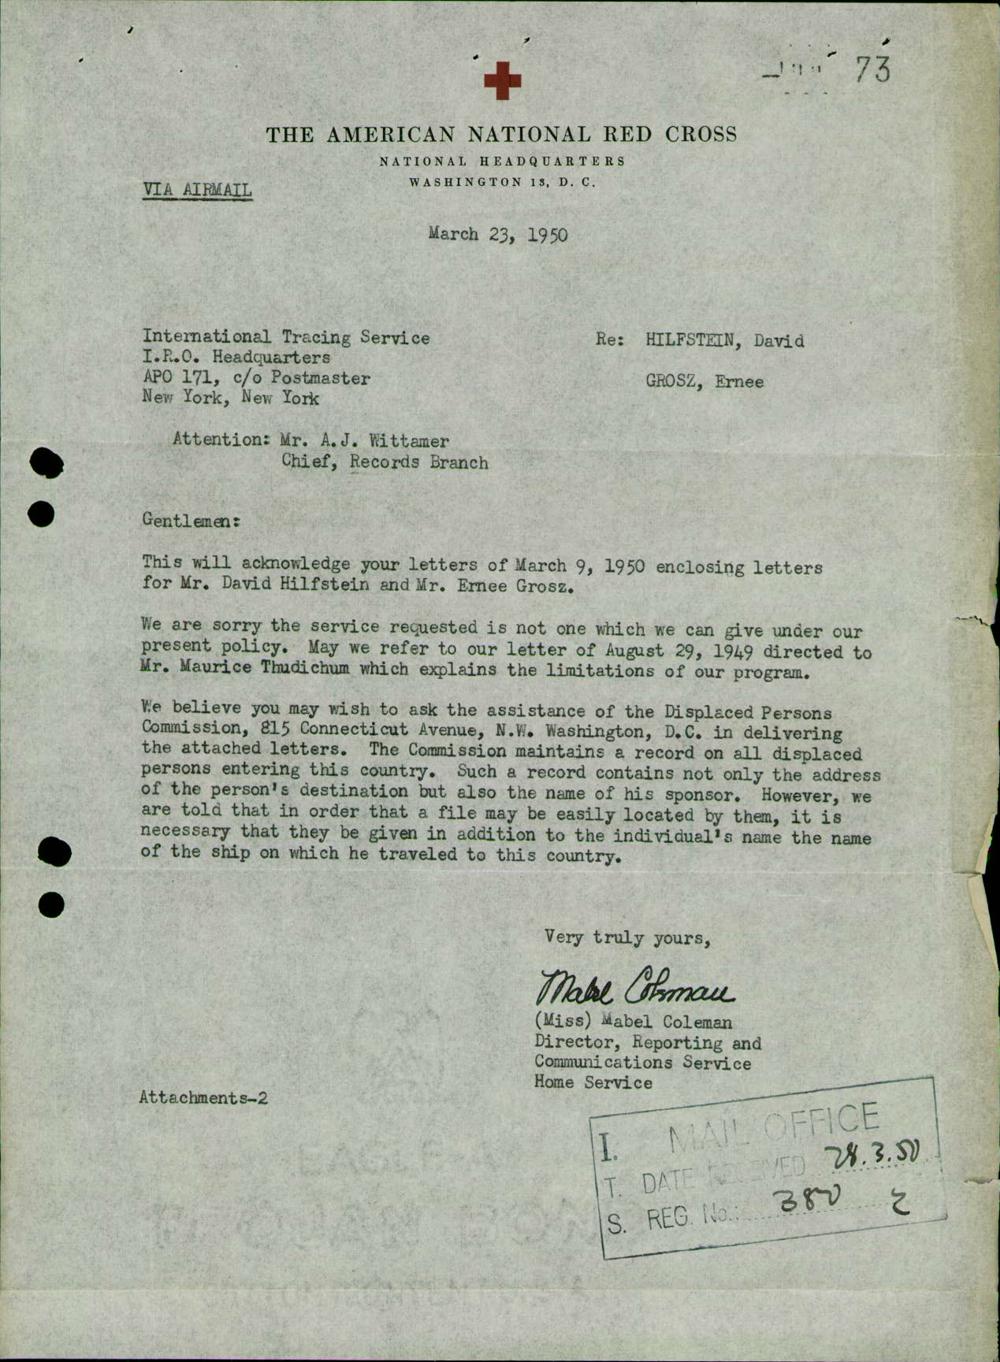 73
THE AMERICAN NATIONAL RED CROSS
NATIONAL HEADQUARTERS
WASHINGTON 13, D. C.
VIA AIRMAIL
March 23, 1950
International Tracing Service
I.R.O. Headquarters
APO 171, c/o Postmaster
New York, New York
Re: HILFSTEIN, David
GROSZ, Ernee
Attention: Mr. A.J. Wittamer
Chief, Records Branch
Gentlemen:
This will acknowledge your letters of March 9, 1950 enclosing letters
for Mr. David Hilfstein and Mr. Ernee Grosz.
We are sorry the service requested is not one which we can give under our
present policy. May we refer to our letter of August 29, 1949 directed to
Mr. Maurice Thudichum which explains the limitations of our program.
We believe you may wish to ask the assistance of the Displaced Persons
Commission, 815 Connecticut Avenue, N.W. Washington, D.C. in delivering
the attached letters. The Commission maintains a record on all displaced
persons entering this country. Such a record contains not only the address
of the person's destination but also the name of his sponsor. However, we
are told that in order that a file may be easily located by them, it is
necessary that they be given in addition to the individual's name the name
of the ship on which he traveled to this country.
Very truly yours,
Mabel Coleman
(Miss) Mabel Coleman
Director, Reporting and
Communications Service
Home Service
Attachments-2
I. MAIL OFFICE
T. DATE RECEIVED 28.3.50
S. REG. No.: 380 2